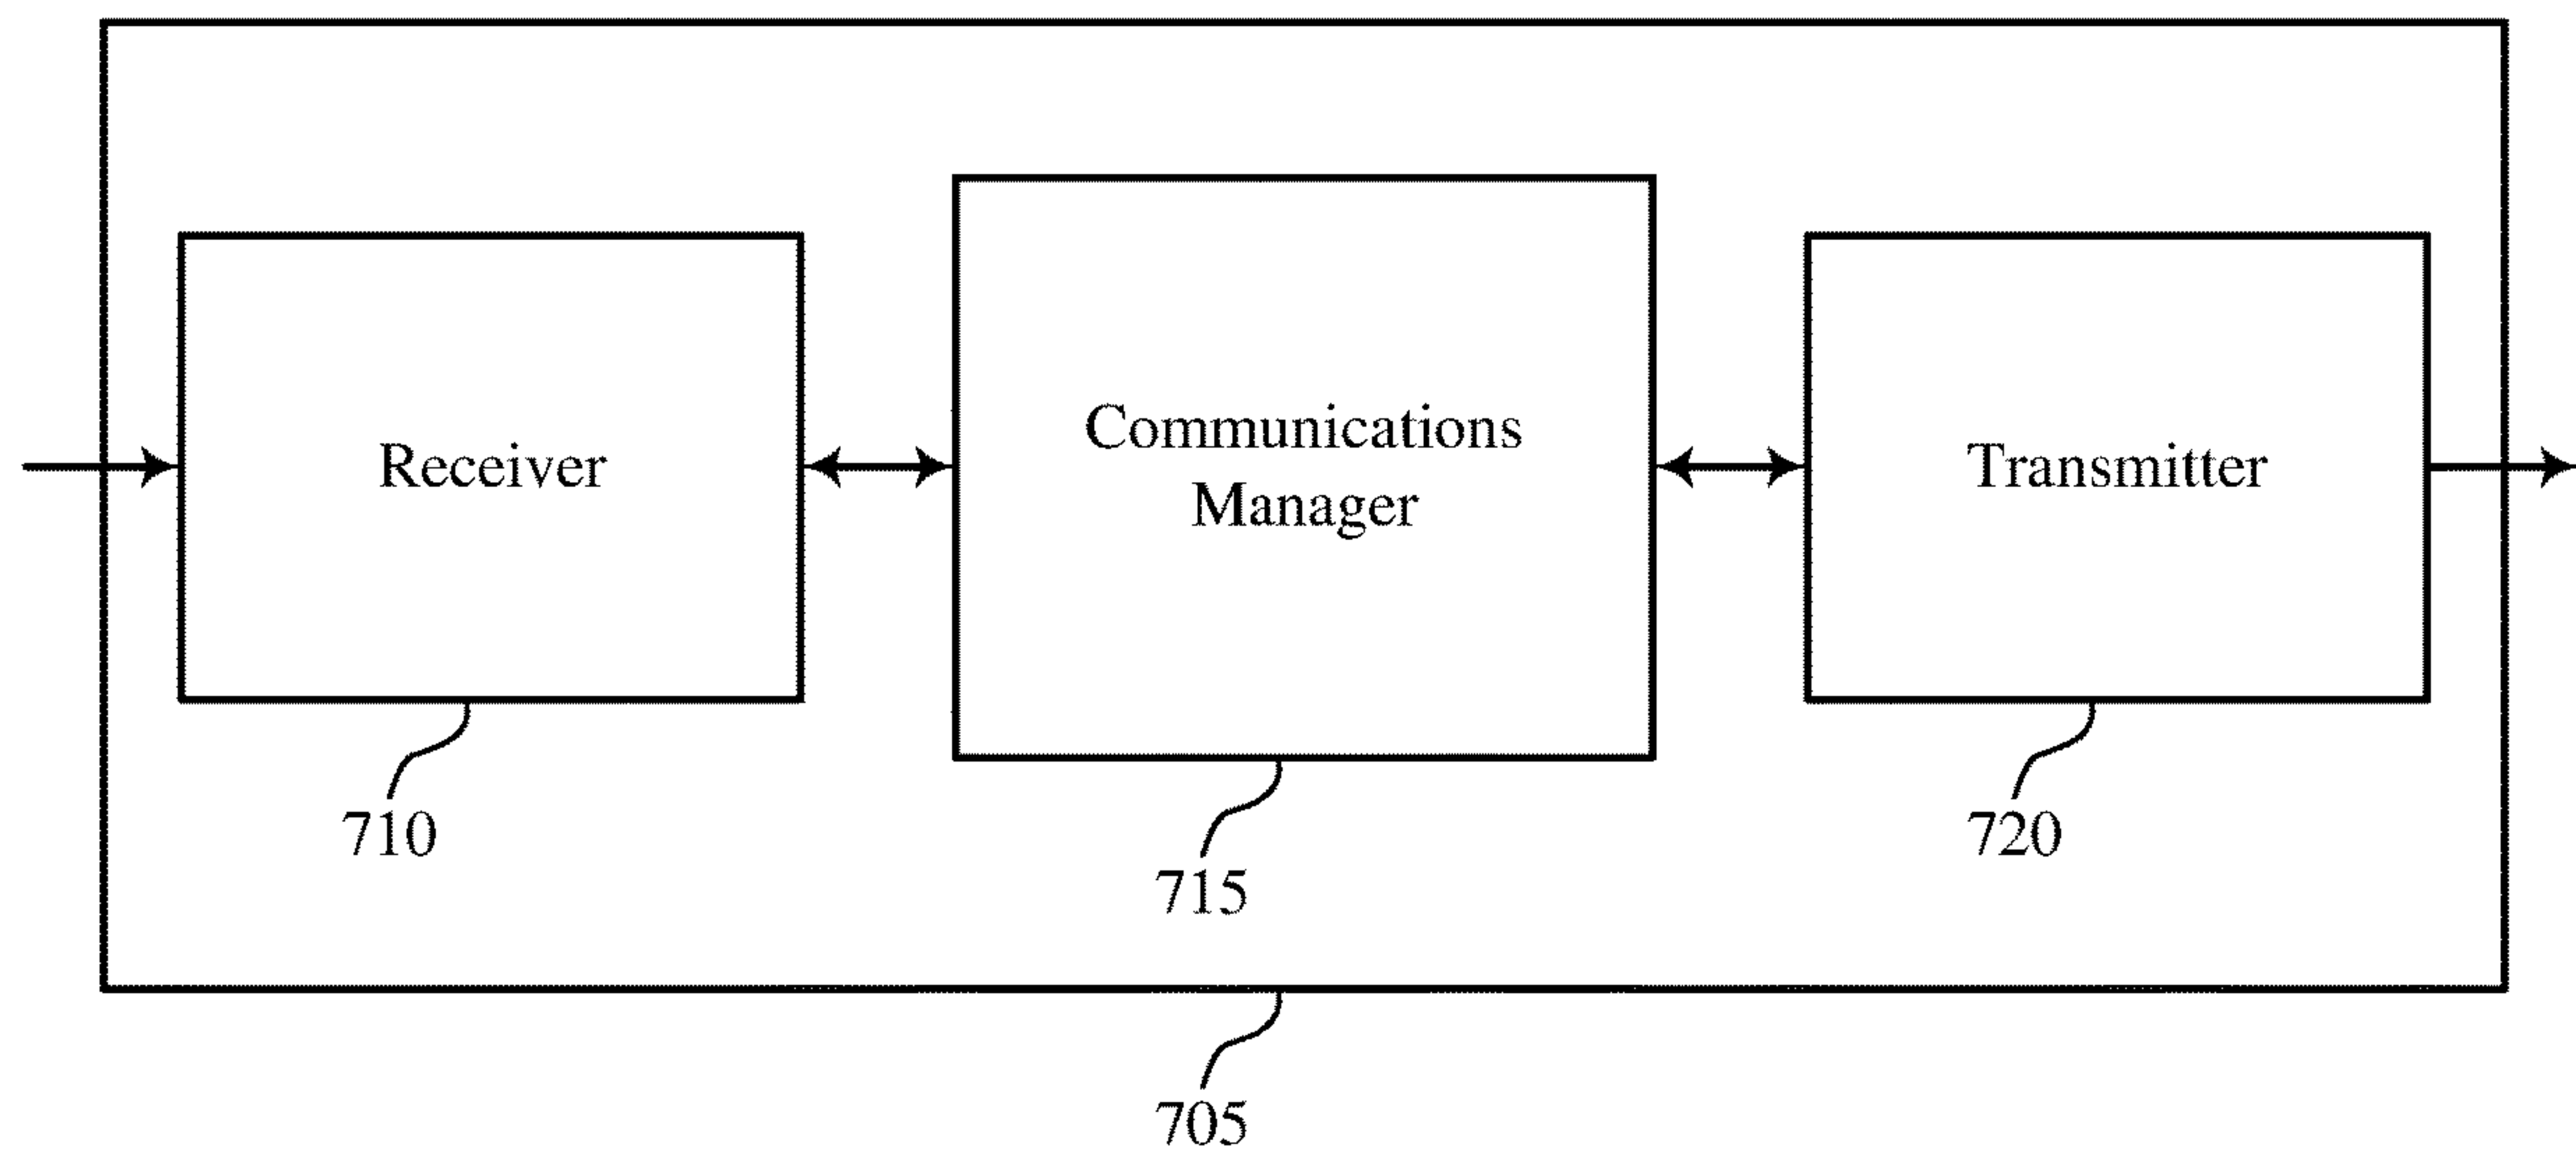 Receiver
Communications
Manager
Transmitter
710
715
720
705